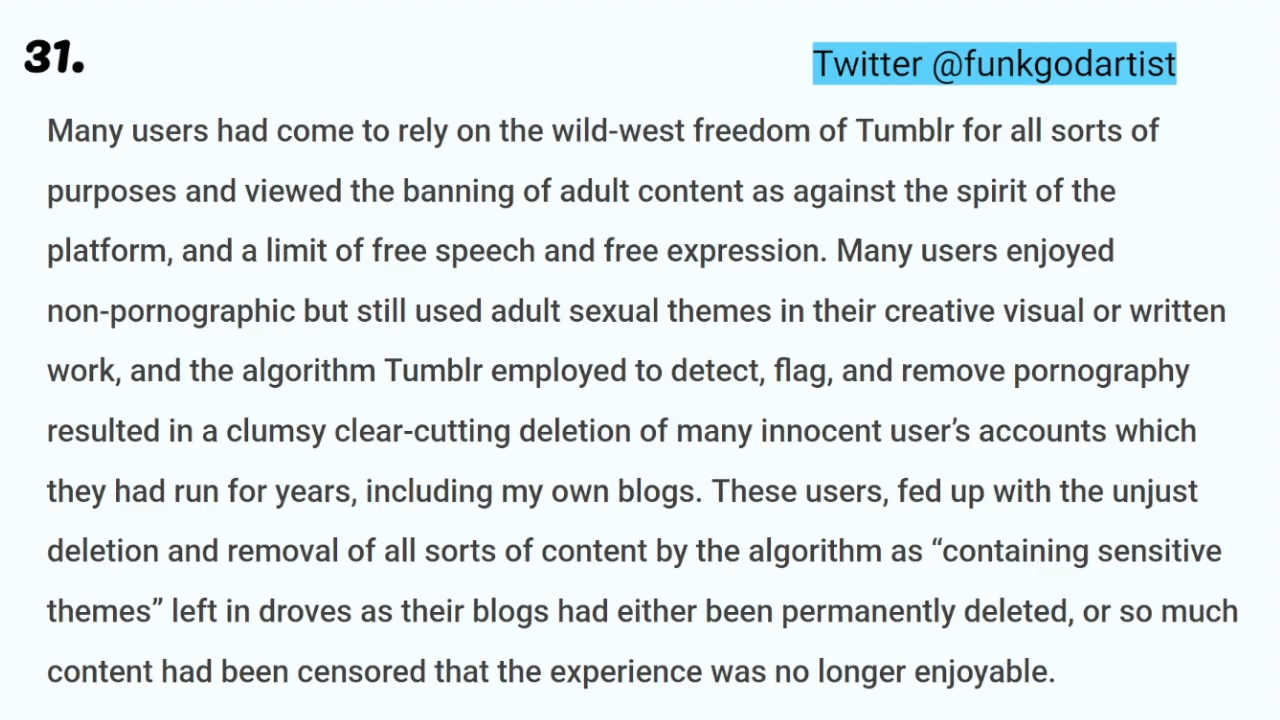 31.
Twitter @funkgodartist
Many users had come to rely on the wild-west freedom of Tumblr for all sorts of
purposes and viewed the banning of adult content as against the spirit of the
platform, and a limit of free speech and free expression. Many users enjoyed
non-pornographic but still used adult sexual themes in their creative visual or written
work, and the algorithm Tumblr employed to detect, flag, and remove pornography
resulted in a clumsy clear-cutting deletion of many innocent user’s accounts which
they had run for years, including my own blogs. These users, fed up with the unjust
deletion and removal of all sorts of content by the algorithm as “containing sensitive
themes” left in droves as their blogs had either been permanently deleted, or so much
content had been censored that the experience was no longer enjoyable.